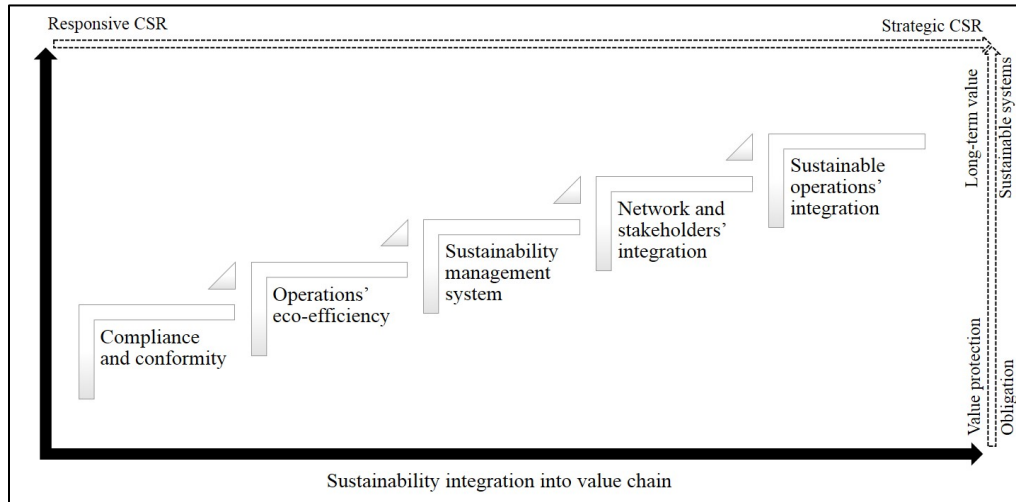 Responsive CSR
Strategic CSR
Long-term value
Sustainable systems
Sustainable
operations’
integration
Network and
stakeholders’
integration
Sustainability
management
system
Operations’
eco-efficiency
Compliance
and conformity
Value protection
Obligation
Sustainability integration into value chain